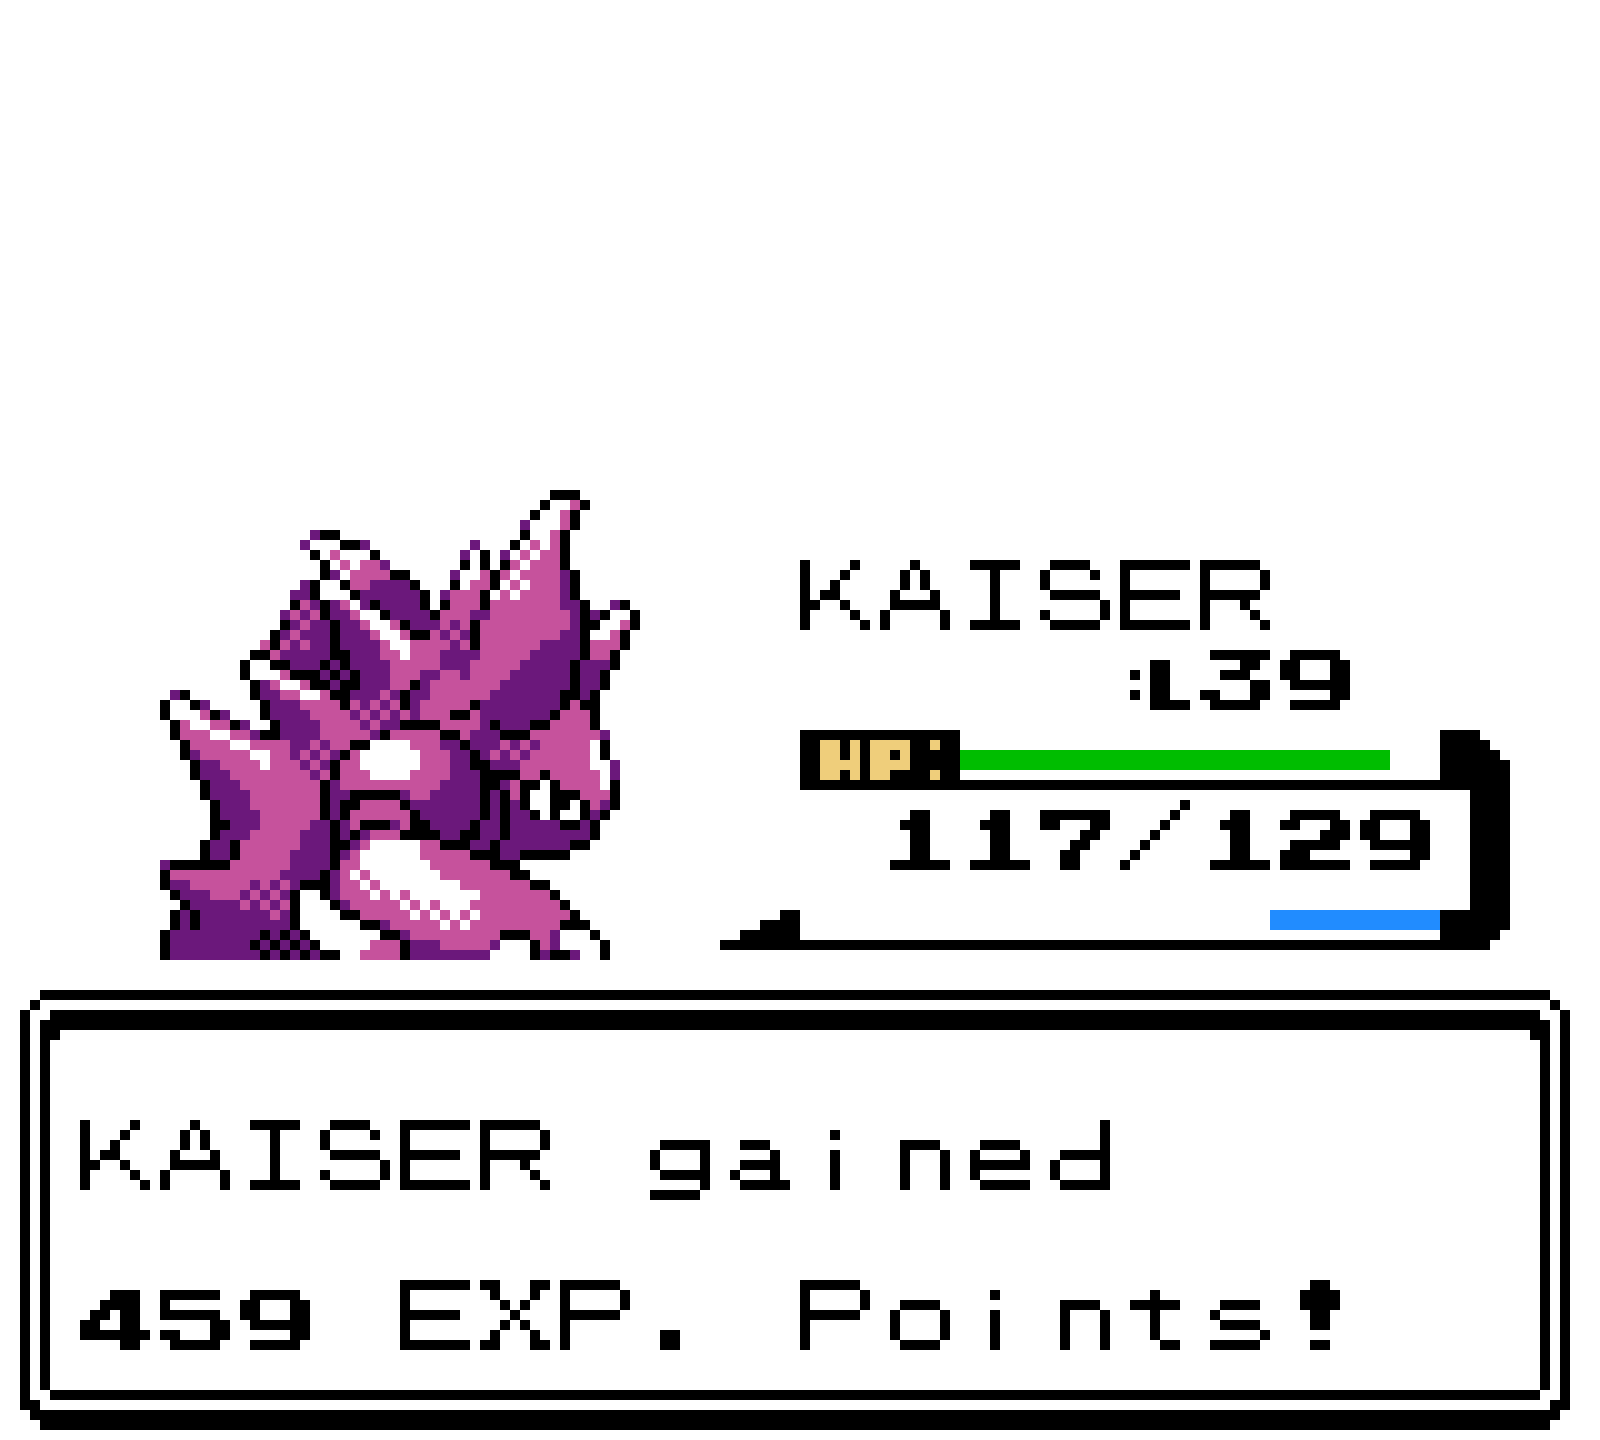 KAISER
:L39
HP:
117/129
KAISER gained
459 EXP. Points!